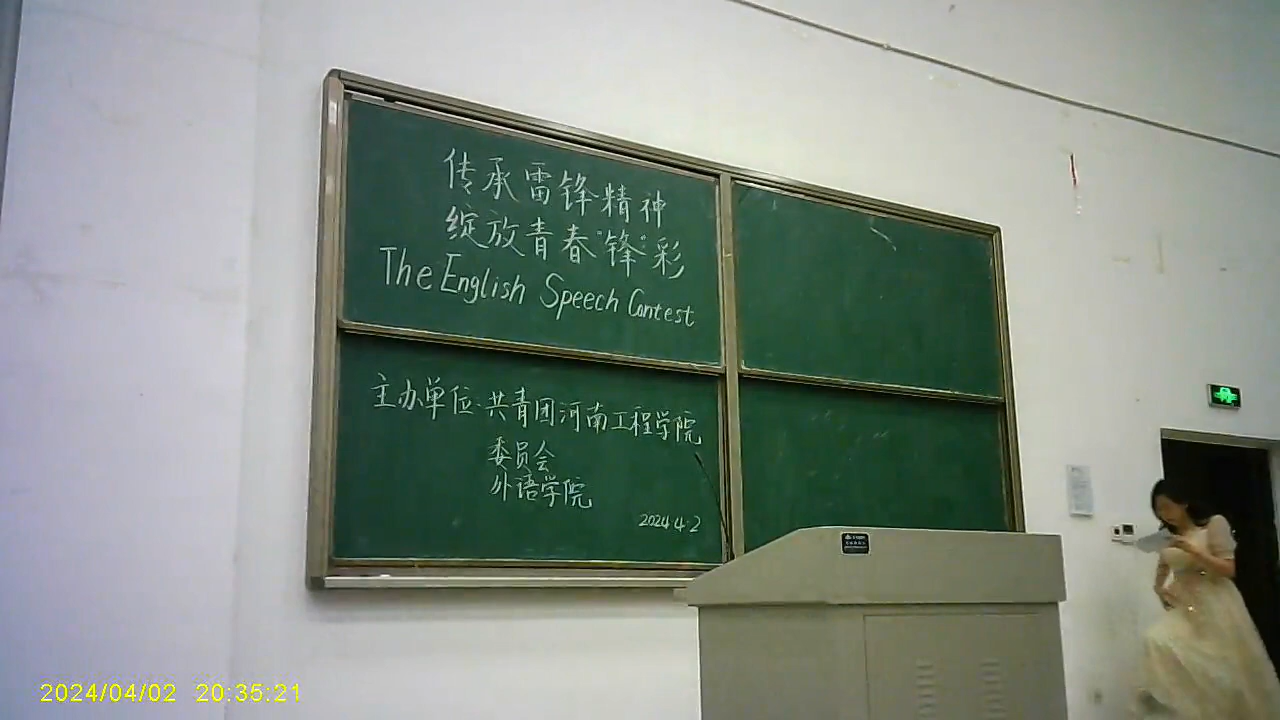 传承雷锋精神
绽放青春"锋"彩
The English Speech Contest
主办单位:共青团河南工程学院
委员会
外语学院
2024.4.2
2024/04/02 20:35:21